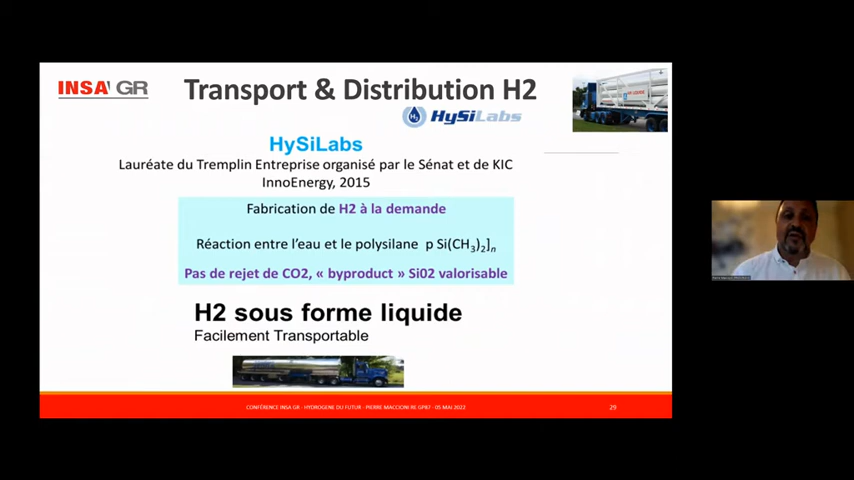 INSA GR
Transport & Distribution H2
HySiLabs
HySiLabs
Lauréate du Tremplin Entreprise organisé par le Sénat et de KIC
InnoEnergy, 2015
Fabrication de H2 à la demande
Réaction entre l'eau et le polysilane p Si(CH3)2]n
Pas de rejet de CO2, « byproduct » Si02 valorisable
H2 sous forme liquide
Facilement Transportable
CONFÉRENCE INSA GR - HYDROGENE DU FUTUR - PIERRE MACCIONI RE GP87 - 05 MAI 2022
29